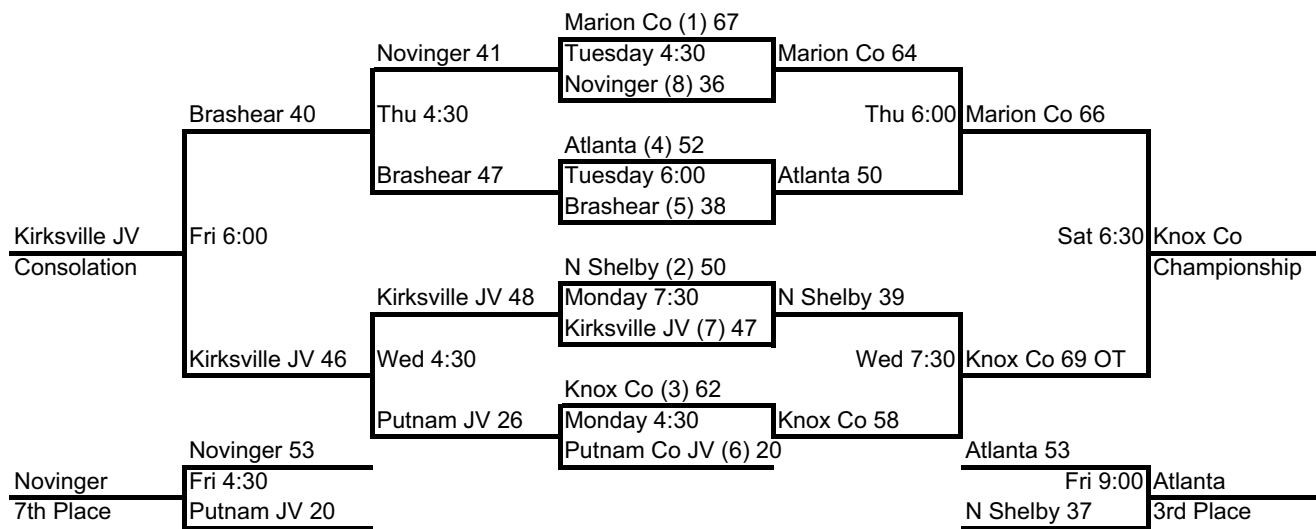 Marion Co (1) 67
Novinger 41 Tuesday 4:30 Marion Co 64
Novinger (8) 36
Brashear 40 Thu 4:30 Thu 6:00 Marion Co 66
Atlanta (4) 52
Brashear 47 Tuesday 6:00 Atlanta 50
Brashear (5) 38
Kirksville JV Fri 6:00 Sat 6:30 Knox Co
Consolation N Shelby (2) 50 Championship
Kirksville JV 48 Monday 7:30 N Shelby 39
Kirksville JV (7) 47
Kirksville JV 46 Wed 4:30 Wed 7:30 Knox Co 69 OT
Knox Co (3) 62
Putnam JV 26 Monday 4:30 Knox Co 58
Novinger 53 Putnam Co JV (6) 20 Atlanta 53
Novinger Fri 4:30 Fri 9:00 Atlanta
7th Place Putnam JV 20 N Shelby 37 3rd Place